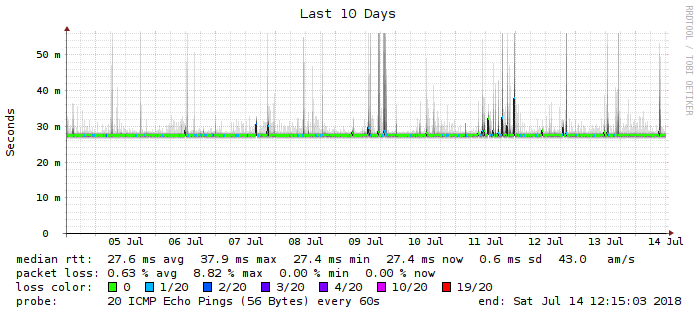 Last 10 Days
RRDTOOL / TOBI OETIKER
Seconds
50 m
40 m
30 m
20 m
10 m
0
05 Jul 06 Jul 07 Jul 08 Jul 09 Jul 10 Jul 11 Jul 12 Jul 13 Jul 14 Jul
median rtt: 27.6 ms avg 37.9 ms max 27.4 ms min 27.4 ms now 0.6 ms sd 43.0 am/s
packet loss: 0.63 % avg 8.82 % max 0.00 % min 0.00 % now
loss color: 0 1/20 2/20 3/20 4/20 10/20 19/20
probe: 20 ICMP Echo Pings (56 Bytes) every 60s end: Sat Jul 14 12:15:03 2018